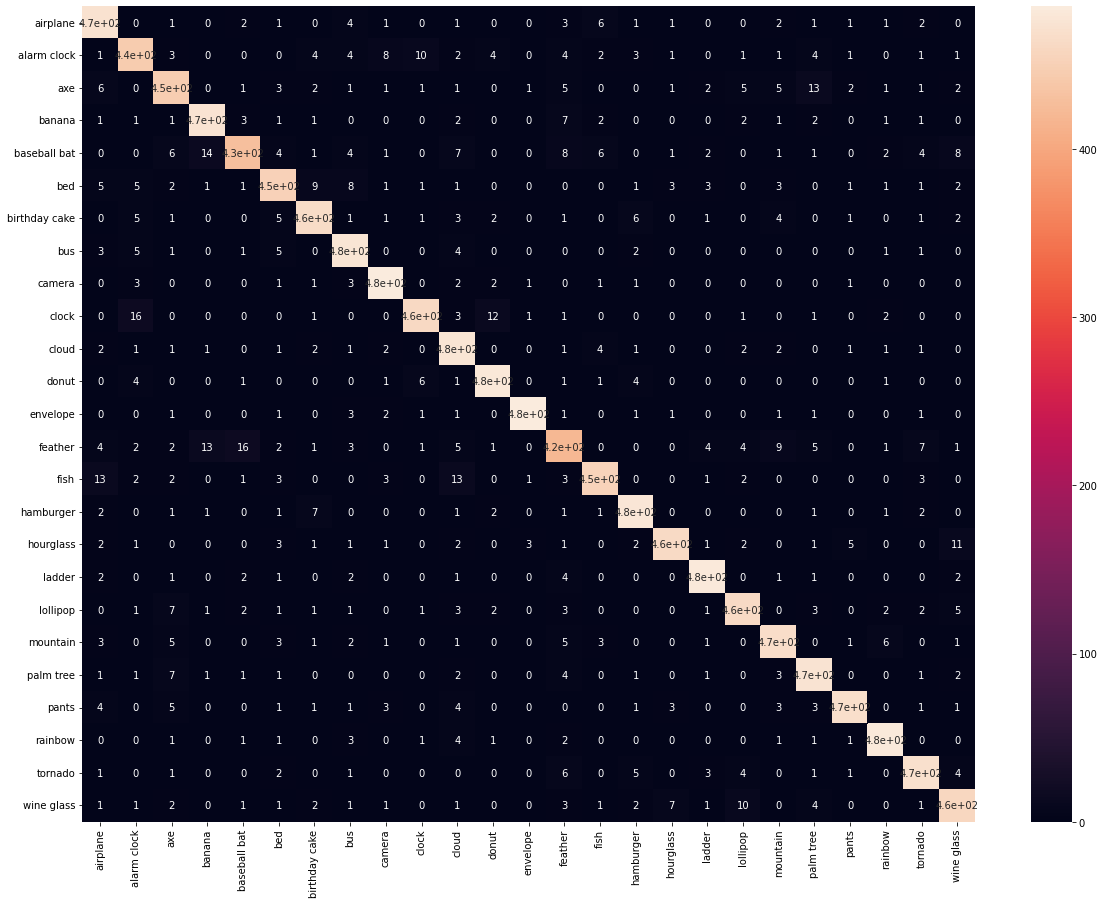 airplane 4.7e+02 0 1 0 2 1 0 4 1 0 1 0 0 3 6 1 1 0 0 2 1 1 1 2 0
alarm clock 1 4.4e+02 3 0 0 0 4 4 8 10 2 4 0 4 2 3 1 0 1 1 4 1 0 1 1
axe 6 0 4.5e+02 0 1 3 2 1 1 1 1 0 1 5 0 0 1 2 5 5 13 2 1 1 2
banana 1 1 1 4.7e+02 3 1 1 0 0 0 2 0 0 7 2 0 0 0 2 1 2 0 1 1 0
baseball bat 0 0 6 14 4.3e+02 4 1 4 1 0 7 0 0 8 6 0 1 2 0 1 1 0 2 4 8
bed 5 5 2 1 1 4.5e+02 9 8 1 1 1 0 0 0 0 1 3 3 0 3 0 1 1 1 2
birthday cake 0 5 1 0 0 5 4.6e+02 1 1 1 3 2 0 1 0 6 0 1 0 4 0 1 0 1 2
bus 3 5 1 0 1 5 0 4.8e+02 0 0 4 0 0 0 0 2 0 0 0 0 0 0 1 1 0
camera 0 3 0 0 0 1 1 3 4.8e+02 0 2 2 1 0 1 1 0 0 0 0 0 1 0 0 0
clock 0 16 0 0 0 0 1 0 0 4.6e+02 3 12 1 1 0 0 0 0 1 0 1 0 2 0 0
cloud 2 1 1 1 0 1 2 1 2 0 4.8e+02 0 0 1 4 1 0 0 2 2 0 1 1 1 0
donut 0 4 0 0 1 0 0 0 1 6 1 4.8e+02 0 1 1 4 0 0 0 0 0 0 1 0 0
envelope 0 0 1 0 0 1 0 3 2 1 1 0 4.8e+02 1 0 1 1 0 0 1 1 0 0 1 0
feather 4 2 2 13 16 2 1 3 0 1 5 1 0 4.2e+02 0 0 0 4 4 9 5 0 1 7 1
fish 13 2 2 0 1 3 0 0 3 0 13 0 1 3 4.5e+02 0 0 1 2 0 0 0 0 3 0
hamburger 2 0 1 1 0 1 7 0 0 0 1 2 0 1 1 4.8e+02 0 0 0 0 1 0 1 2 0
hourglass 2 1 0 0 0 3 1 1 1 0 2 0 3 1 0 2 4.6e+02 1 2 0 1 5 0 0 11
ladder 2 0 1 0 2 1 0 2 0 0 1 0 0 4 0 0 0 4.8e+02 0 1 1 0 0 0 2
lollipop 0 1 7 1 2 1 1 1 0 1 3 2 0 3 0 0 0 1 4.6e+02 0 3 0 2 2 5
mountain 3 0 5 0 0 3 1 2 1 0 1 0 0 5 3 0 0 1 0 4.7e+02 0 1 6 0 1
palm tree 1 1 7 1 1 1 0 0 0 0 2 0 0 4 0 1 0 1 0 3 4.7e+02 0 0 1 2
pants 4 0 5 0 0 1 1 1 3 0 4 0 0 0 0 1 3 0 0 3 3 4.7e+02 0 1 1
rainbow 0 0 1 0 1 1 0 3 0 1 4 1 0 2 0 0 0 0 0 1 1 1 4.8e+02 0 0
tornado 1 0 1 0 0 2 0 1 0 0 0 0 0 6 0 5 0 3 4 0 1 1 0 4.7e+02 4
wine glass 1 1 2 0 1 1 2 1 1 0 1 0 0 3 1 2 7 1 10 0 4 0 0 1 4.6e+02
airplane
alarm clock
axe
banana
baseball bat
bed
birthday cake
bus
camera
clock
cloud
donut
envelope
feather
fish
hamburger
hourglass
ladder
lollipop
mountain
palm tree
pants
rainbow
tornado
wine glass
400
300
200
100
0